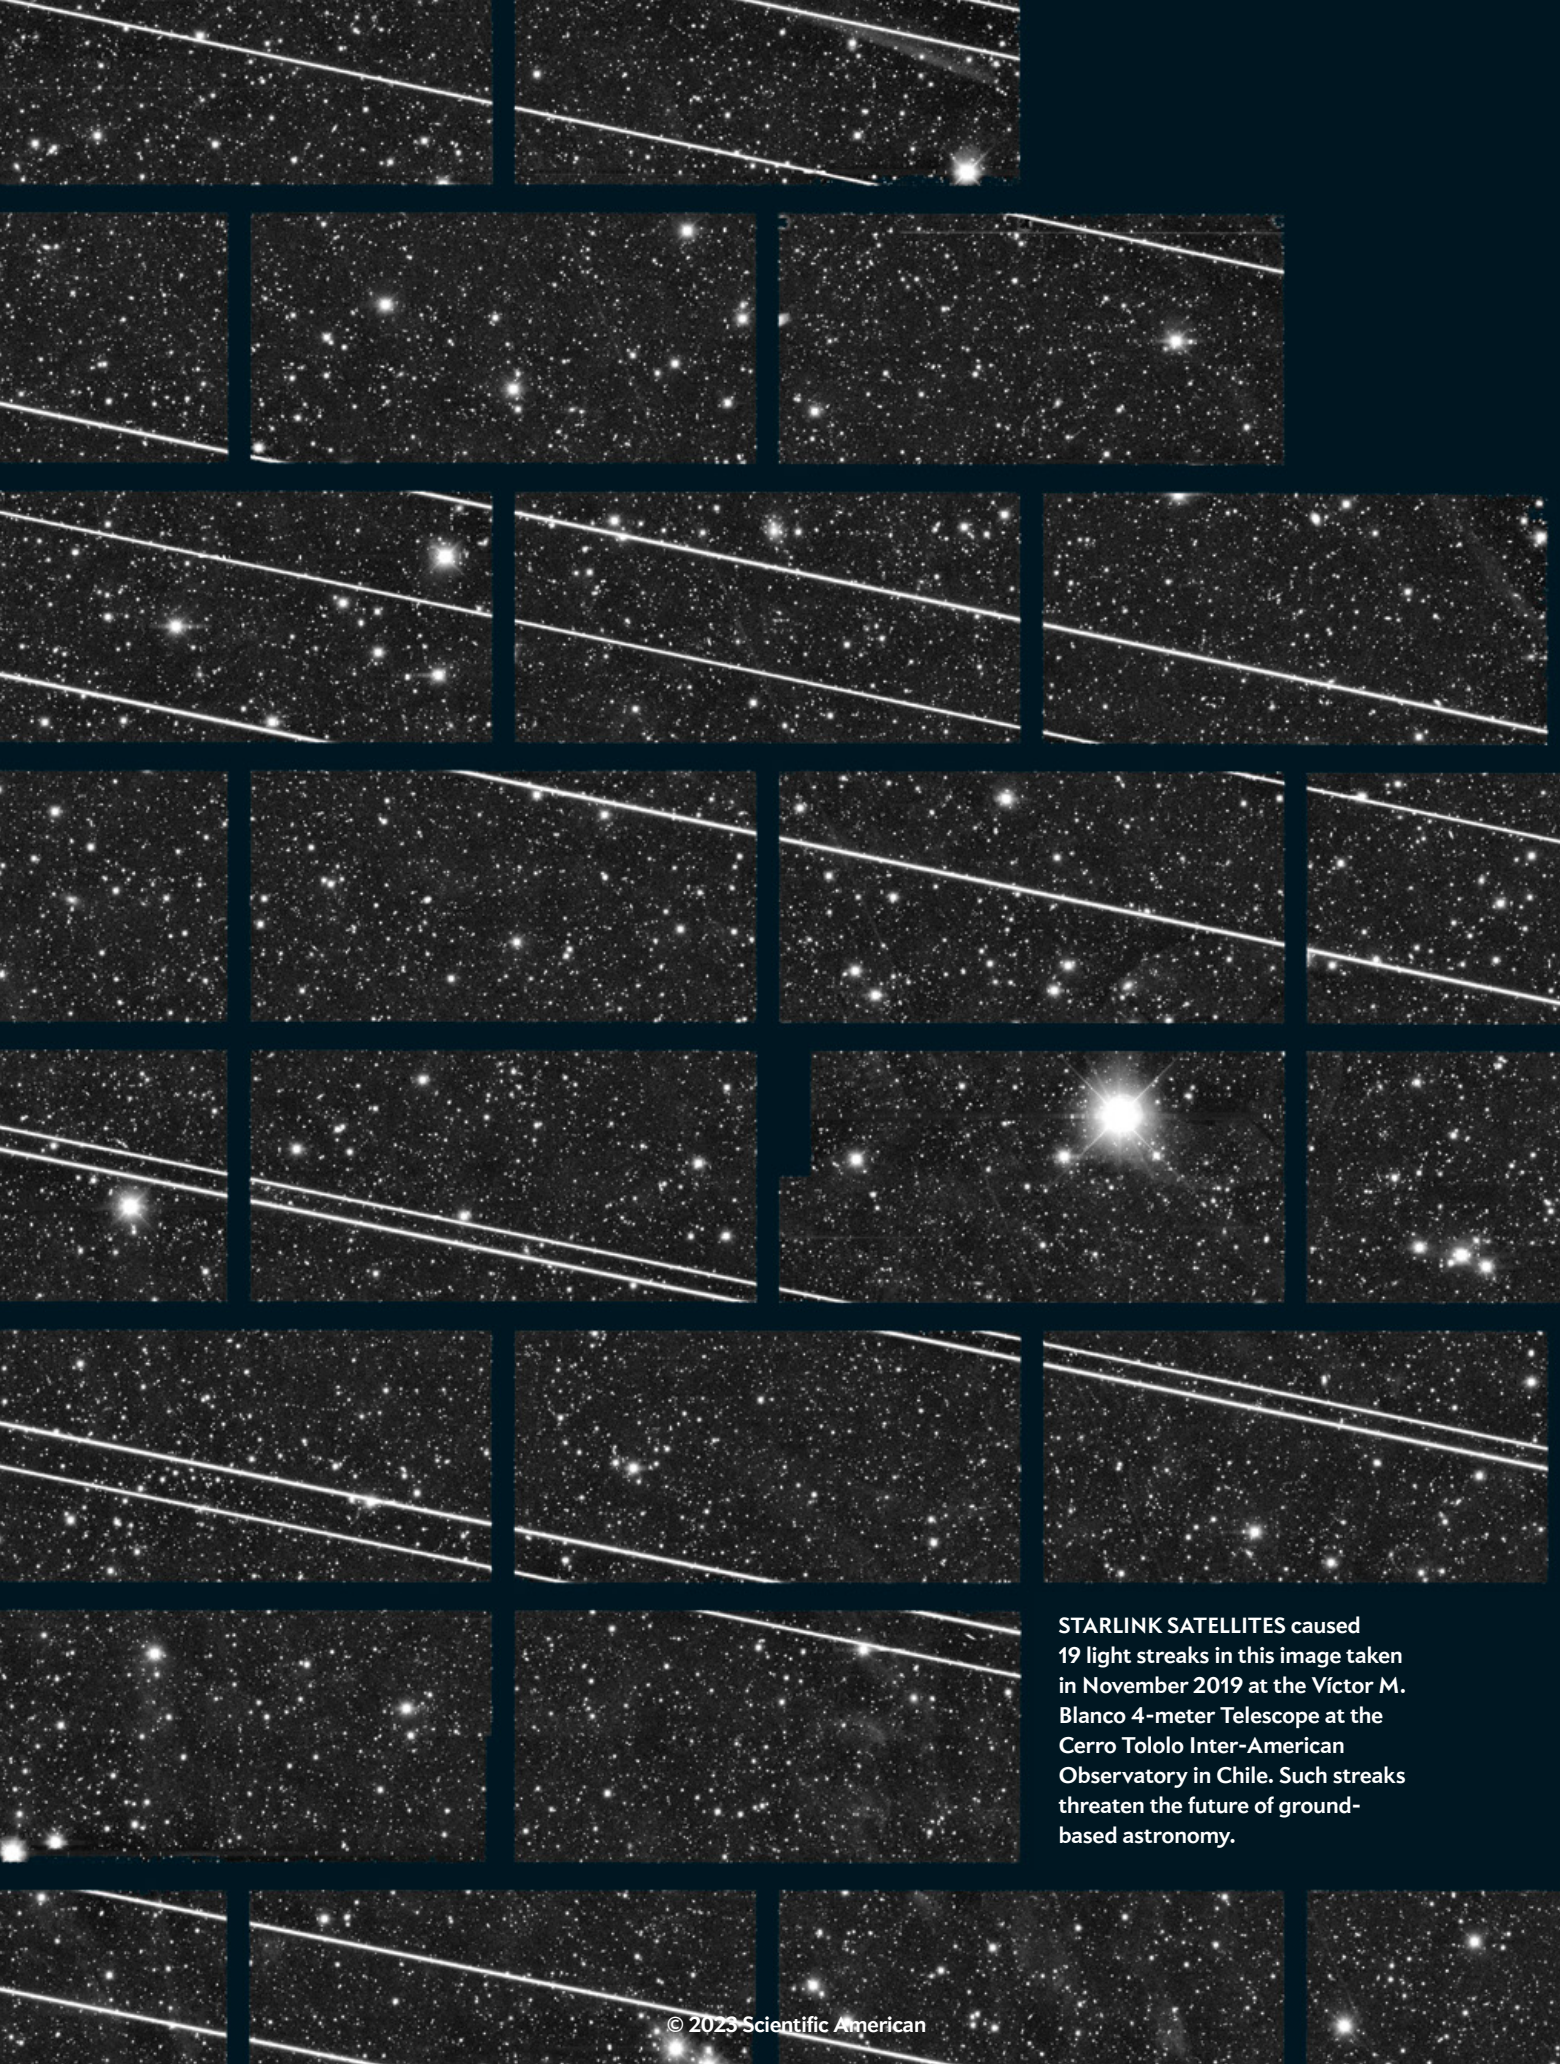 STARLINK SATELLITES caused
19 light streaks in this image taken
in November 2019 at the Víctor M.
Blanco 4-meter Telescope at the
Cerro Tololo Inter-American
Observatory in Chile. Such streaks
threaten the future of ground-
based astronomy.
© 2023 Scientific American